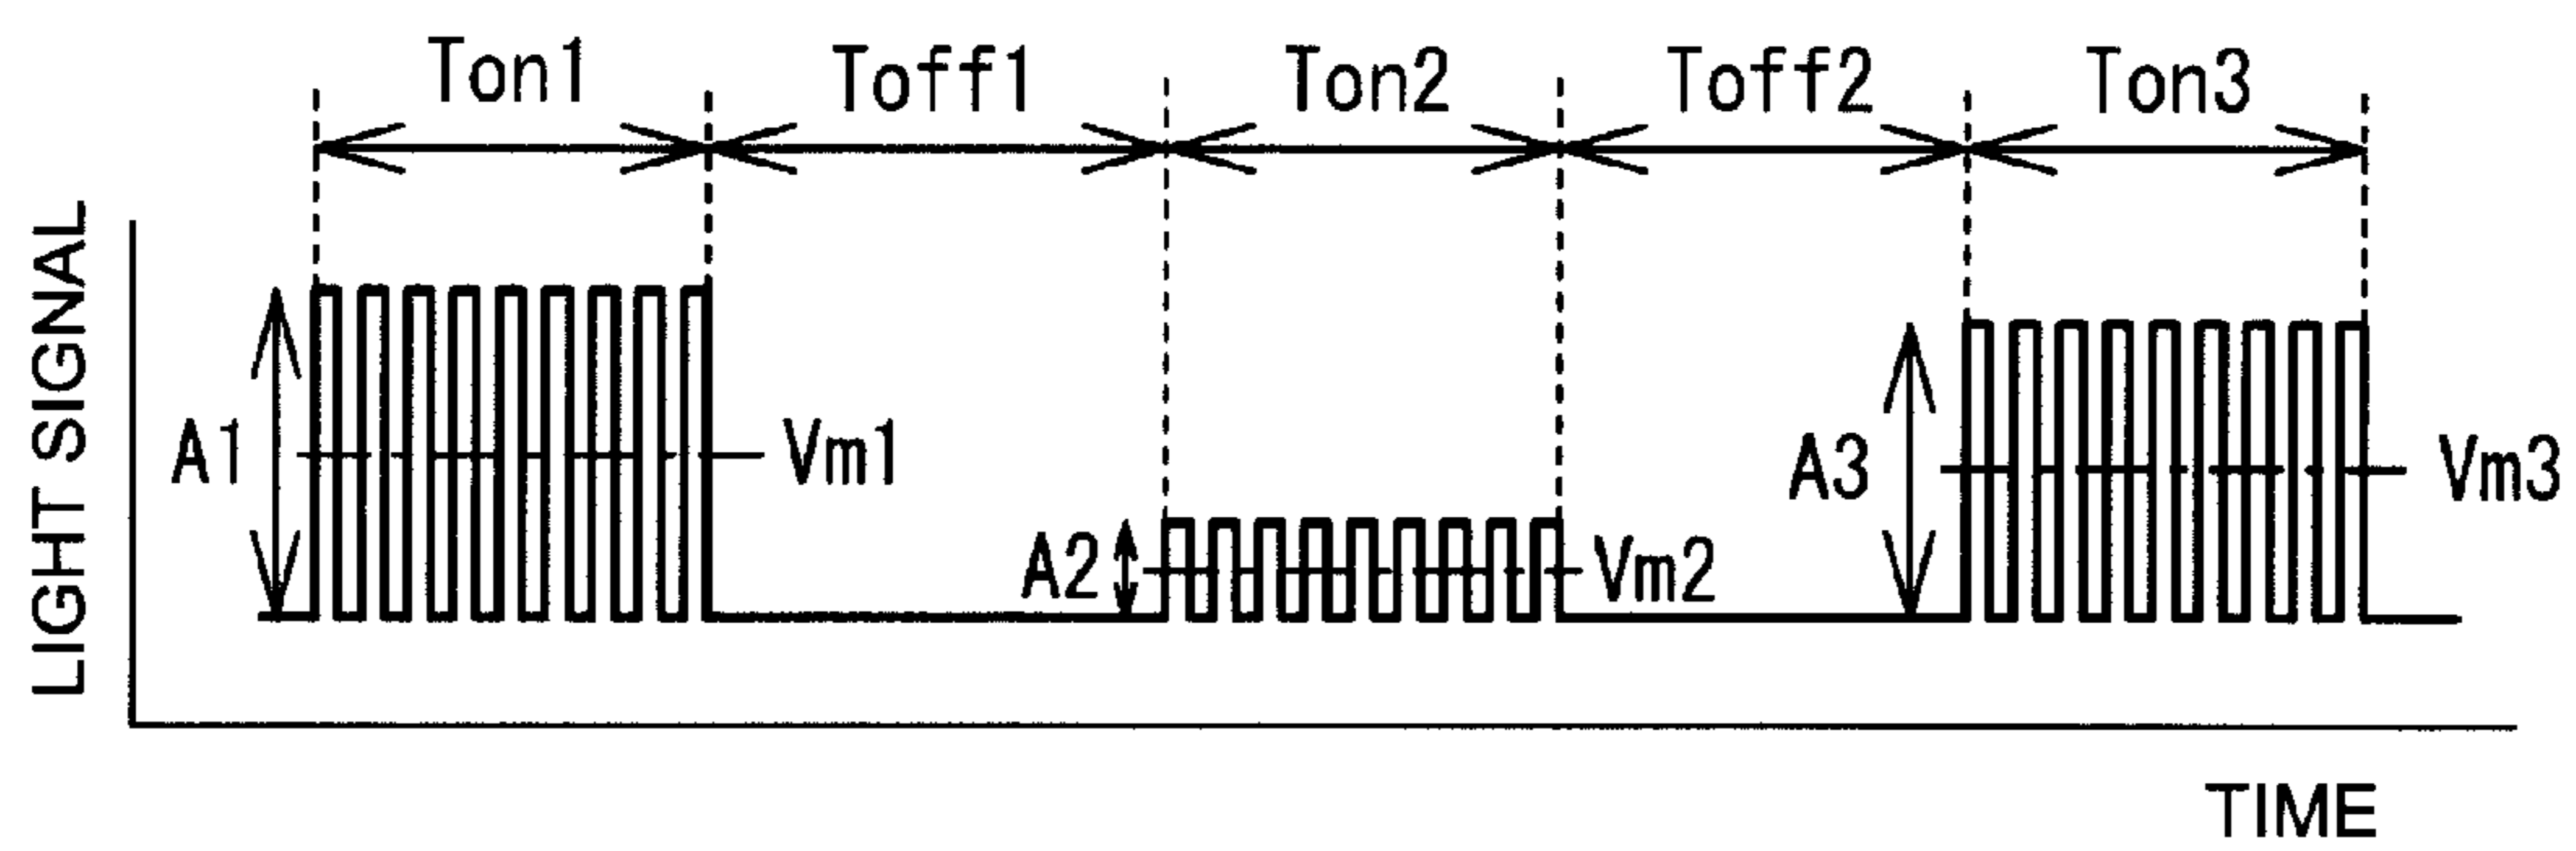 Ton1 Toff1 Ton2 Toff2 Ton3
LIGHT SIGNAL
A1 Vm1 A2 Vm2 A3 Vm3
TIME